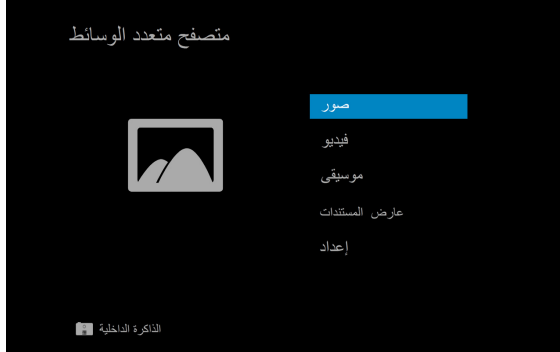 متصفح متعدد الوسائط
صور
فيديو
موسيقى
عارض المستندات
إعداد
الذاكرة الداخلية